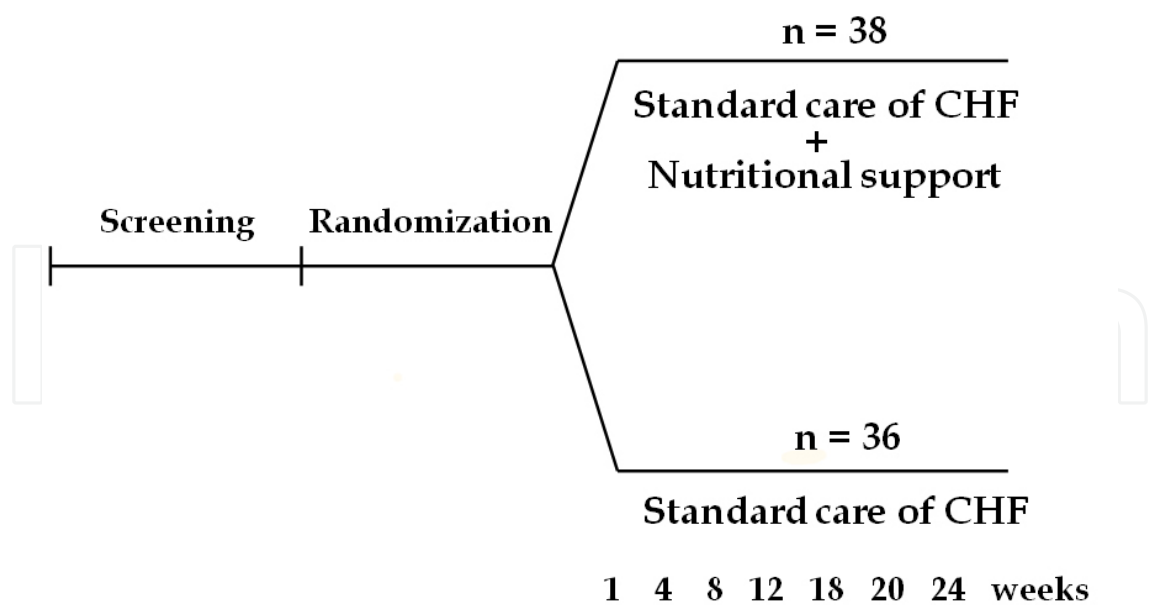 n = 38
Standard care of CHF
+
Nutritional support
Screening Randomization
n = 36
Standard care of CHF
1 4 8 12 18 20 24 weeks